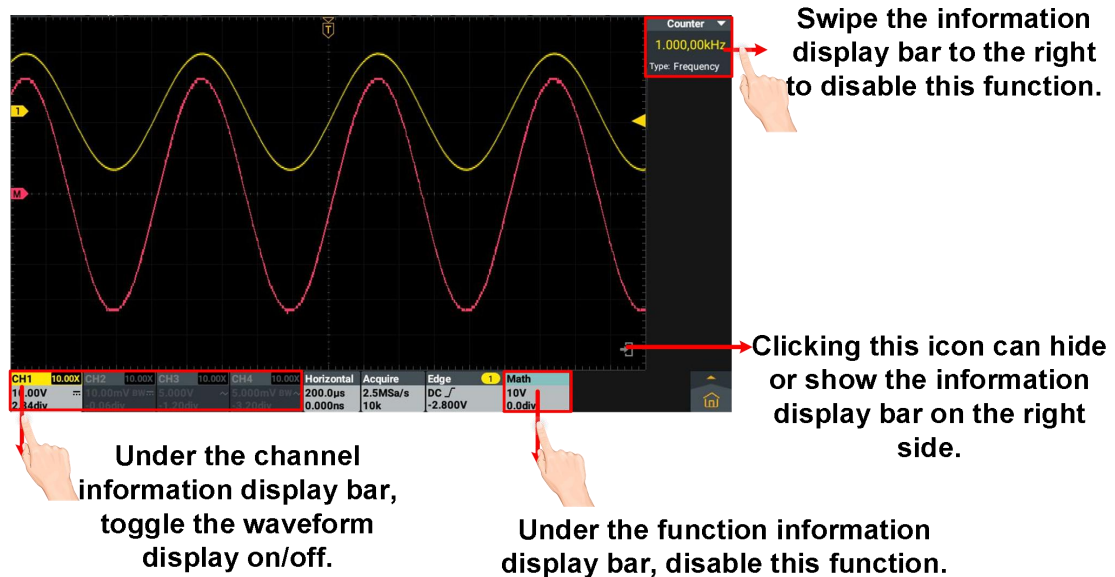 T
Counter
1.000,00kHz
Type: Frequency
Swipe the information
display bar to the right
to disable this function.
1
M
Clicking this icon can hide
or show the information
display bar on the right
side.
CH1 10.00X CH2 10.00X CH3 10.00X CH4 10.00X Horizontal Acquire Edge 1 Math
10.00V 10.00mV BW 5.000V 5.000mV BW 200.0μs 2.5MSa/s DC 10V
2.84div -0.06div -1.20div -3.20div 0.000ns 10k -2.800V 0.0div
Under the channel
information display bar,
toggle the waveform
display on/off.
Under the function information
display bar, disable this function.